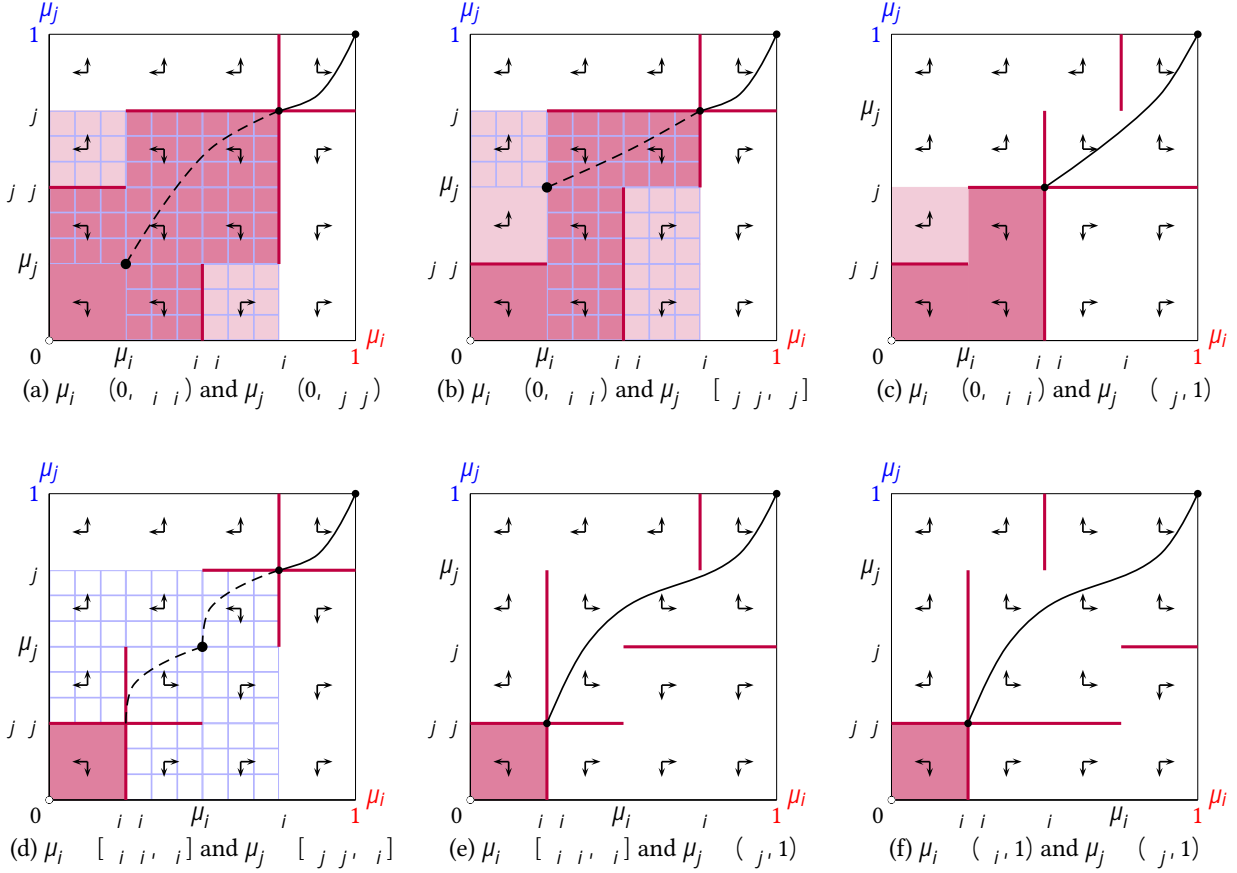 μj μj μj
1 1 1
j j μj
j j μj j
μj j j j j
0 μi i i i 1 μi 0 μi i i i 1 μi 0 μi i i i 1 μi
(a) μi (0, i i) and μj (0, j j) (b) μi (0, i i) and μj [ j j, j] (c) μi (0, i i) and μj ( j, 1)
μj μj μj
1 1 1
j μj μj
μj j j
j j j j j j
0 i i μi i 1 μi 0 i i μi i 1 μi 0 i i i μi 1 μi
(d) μi [ i i, i] and μj [ j j, i] (e) μi [ i i, i] and μj ( j, 1) (f) μi ( i, 1) and μj ( j, 1)